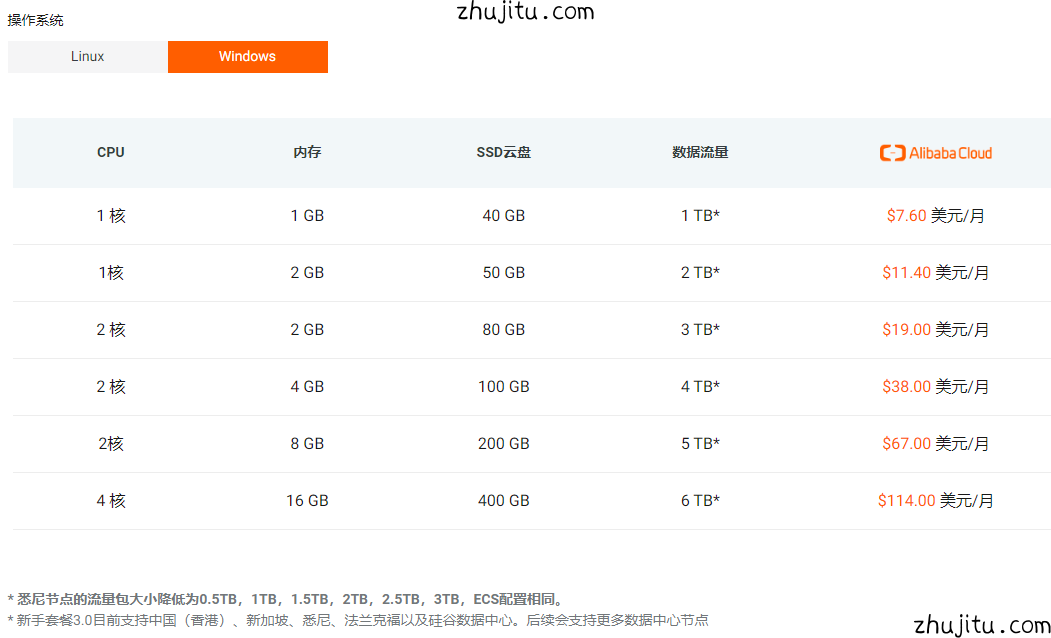 zhujitu.com
操作系统
Linux Windows
CPU 内存 SSD云盘 数据流量 Alibaba Cloud
1 核 1 GB 40 GB 1 TB* $7.60 美元/月
1核 2 GB 50 GB 2 TB* $11.40 美元/月
2 核 2 GB 80 GB 3 TB* $19.00 美元/月
2 核 4 GB 100 GB 4 TB* $38.00 美元/月
2核 8 GB 200 GB 5 TB* $67.00 美元/月
4 核 16 GB 400 GB 6 TB* $114.00 美元/月
* 悉尼节点的流量包大小降低为0.5TB，1TB，1.5TB，2TB，2.5TB，3TB，ECS配置相同。
* 新手套餐3.0目前支持中国（香港）、新加坡、悉尼、法兰克福以及硅谷数据中心。后续会支持更多数据中心节点
zhujitu.com